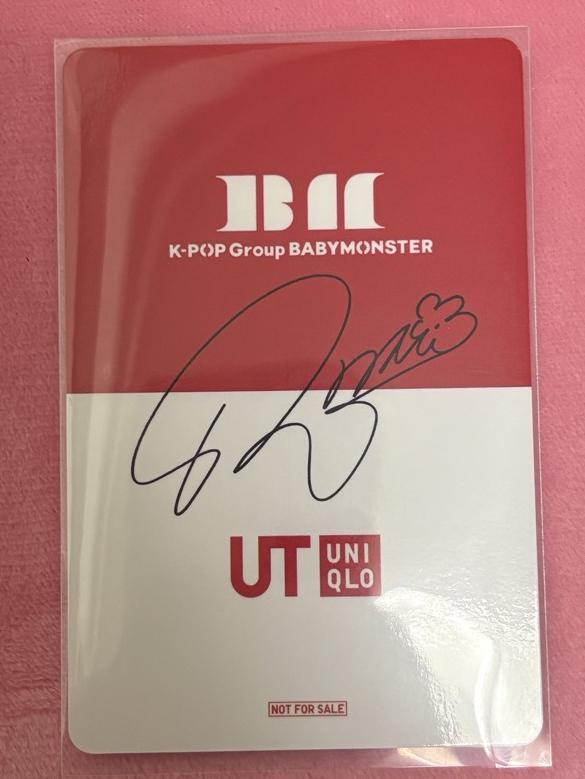 BM
K-POP Group BABYMONSTER
UT UNI
QLO
NOT FOR SALE